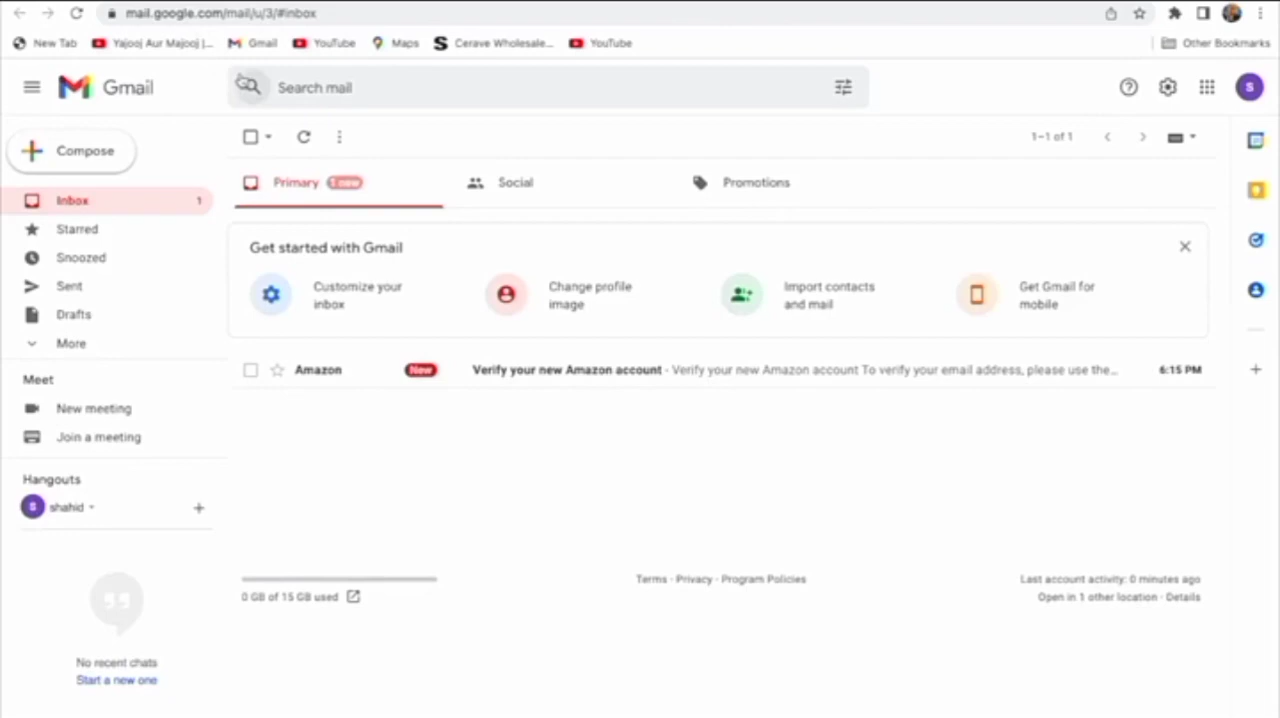 mail.google.com/mail/u/3/#inbox
New Tab Yajooj Aur Majooj |... Gmail YouTube Maps Cerave Wholesale... YouTube Other Bookmarks
Gmail
Search mail
S
Compose
1–1 of 1
Primary 1 new Social Promotions
Inbox 1
Starred
Snoozed
Sent
Drafts
More
Get started with Gmail
Customize your inbox
Change profile image
Import contacts and mail
Get Gmail for mobile
Amazon New Verify your new Amazon account - Verify your new Amazon account To verify your email address, please use the... 6:15 PM
Meet
New meeting
Join a meeting
Hangouts
S shahid
No recent chats
Start a new one
0 GB of 15 GB used
Terms · Privacy · Program Policies
Last account activity: 0 minutes ago
Open in 1 other location · Details